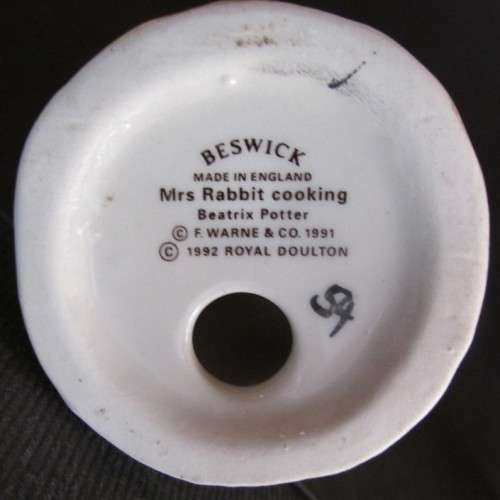 BESWICK
MADE IN ENGLAND
Mrs Rabbit cooking
Beatrix Potter
© F. WARNE & CO. 1991
© 1992 ROYAL DOULTON